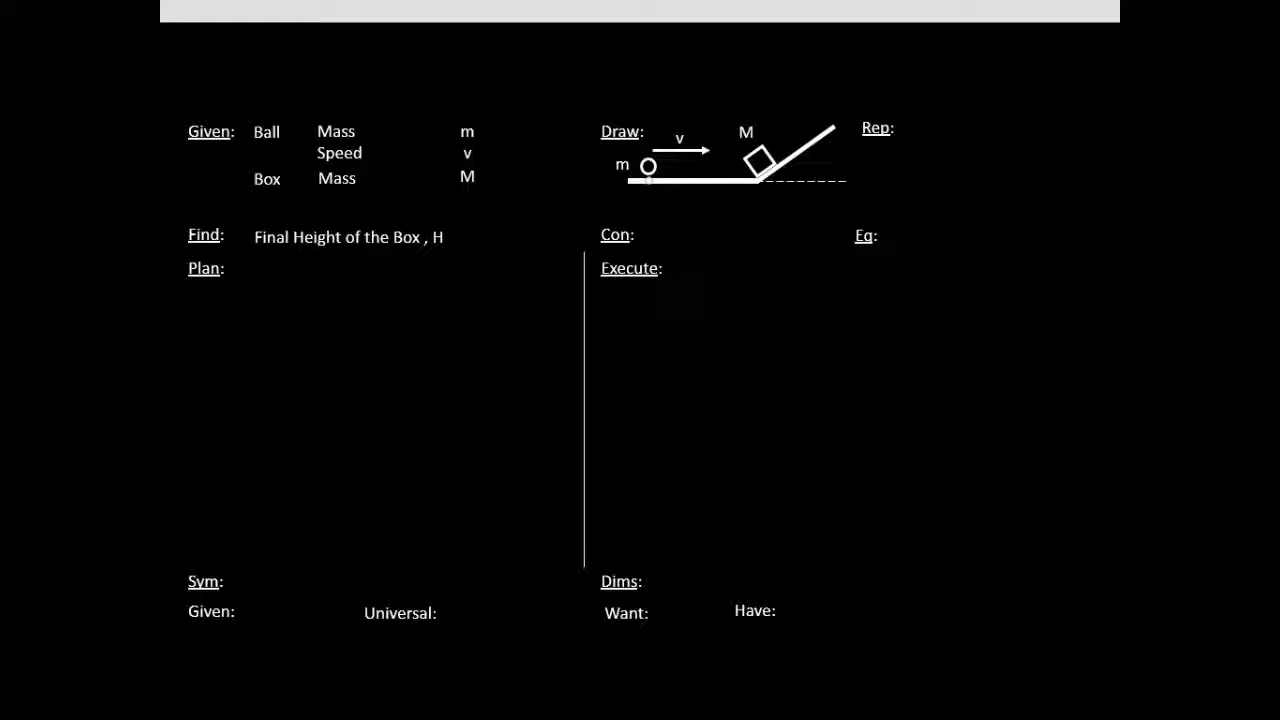 Given: Ball Mass m
Speed v
Box Mass M
Draw: v M
m
Rep:
Find: Final Height of the Box , H
Con:
Eq:
Plan:
Execute:
Sym:
Dims:
Given: Universal:
Want: Have: